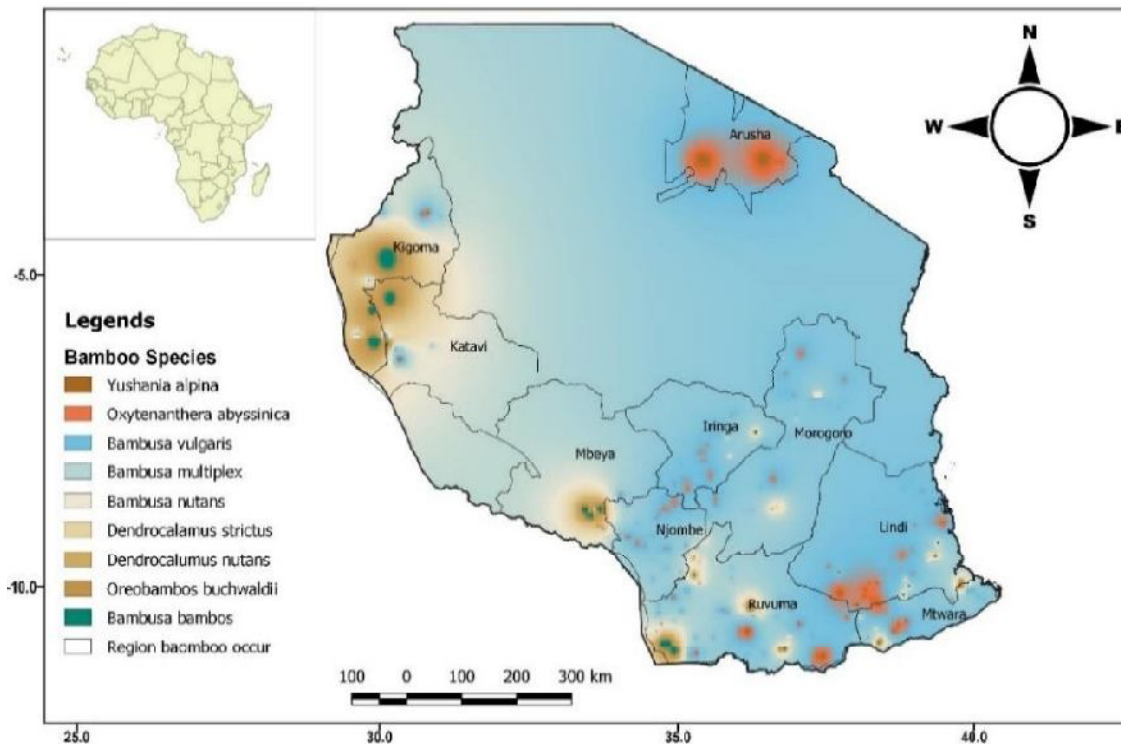 N
W
E
S
Arusha
Kigoma
Katavi
Iringa
Morogoro
Mbeya
Njombe
Lindi
Ruvuma
Mtwara
-5.0
-10.0
Legends
Bamboo Species
Yushania alpina
Oxytenanthera abyssinica
Bambusa vulgaris
Bambusa multiplex
Bambusa nutans
Dendrocalamus strictus
Dendrocalumus nutans
Oreobambos buchwaldii
Bambusa bambos
Region baomboo occur
100 0 100 200 300 km
25.0 30.0 35.0 40.0